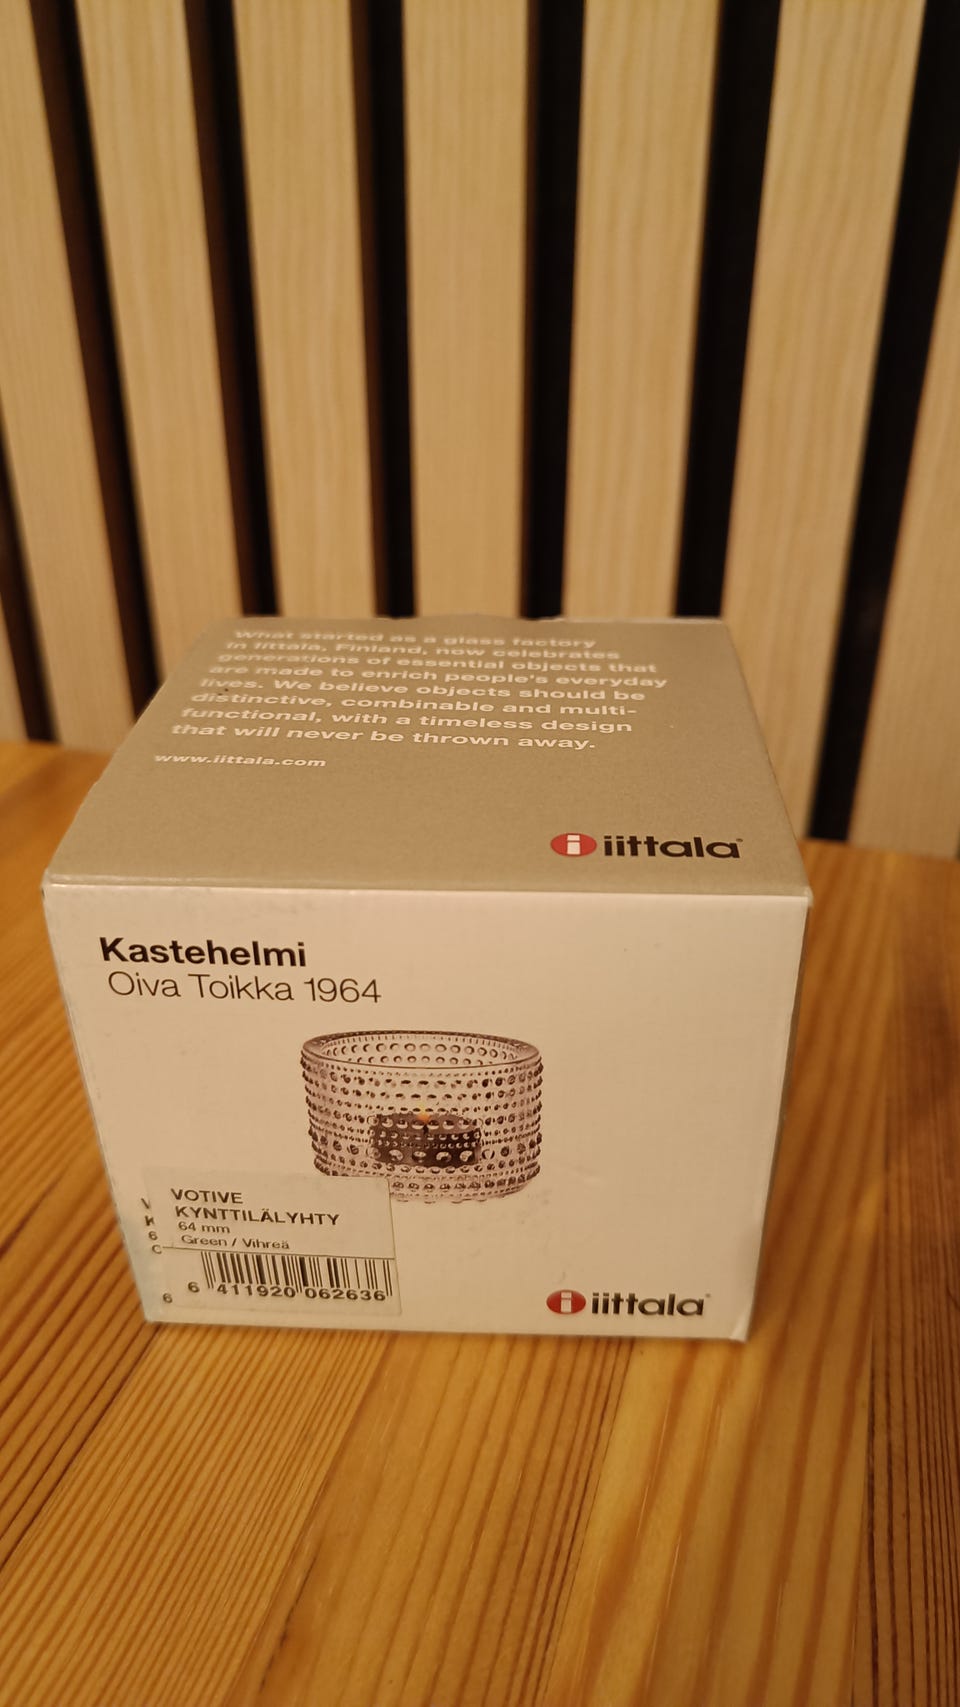 What started as a glass factory
in Iittala, Finland, now celebrates
generations of essential objects that
are made to enrich people's everyday
lives. We believe objects should be
distinctive, combinable and multi-
functional, with a timeless design
that will never be thrown away.
www.iittala.com
i iittala
Kastehelmi
Oiva Toikka 1964
VOTIVE
KYNTTILÄLYHTY
64 mm
Green / Vihreä
6 411920 062636
V
K
6
C
6
i iittala